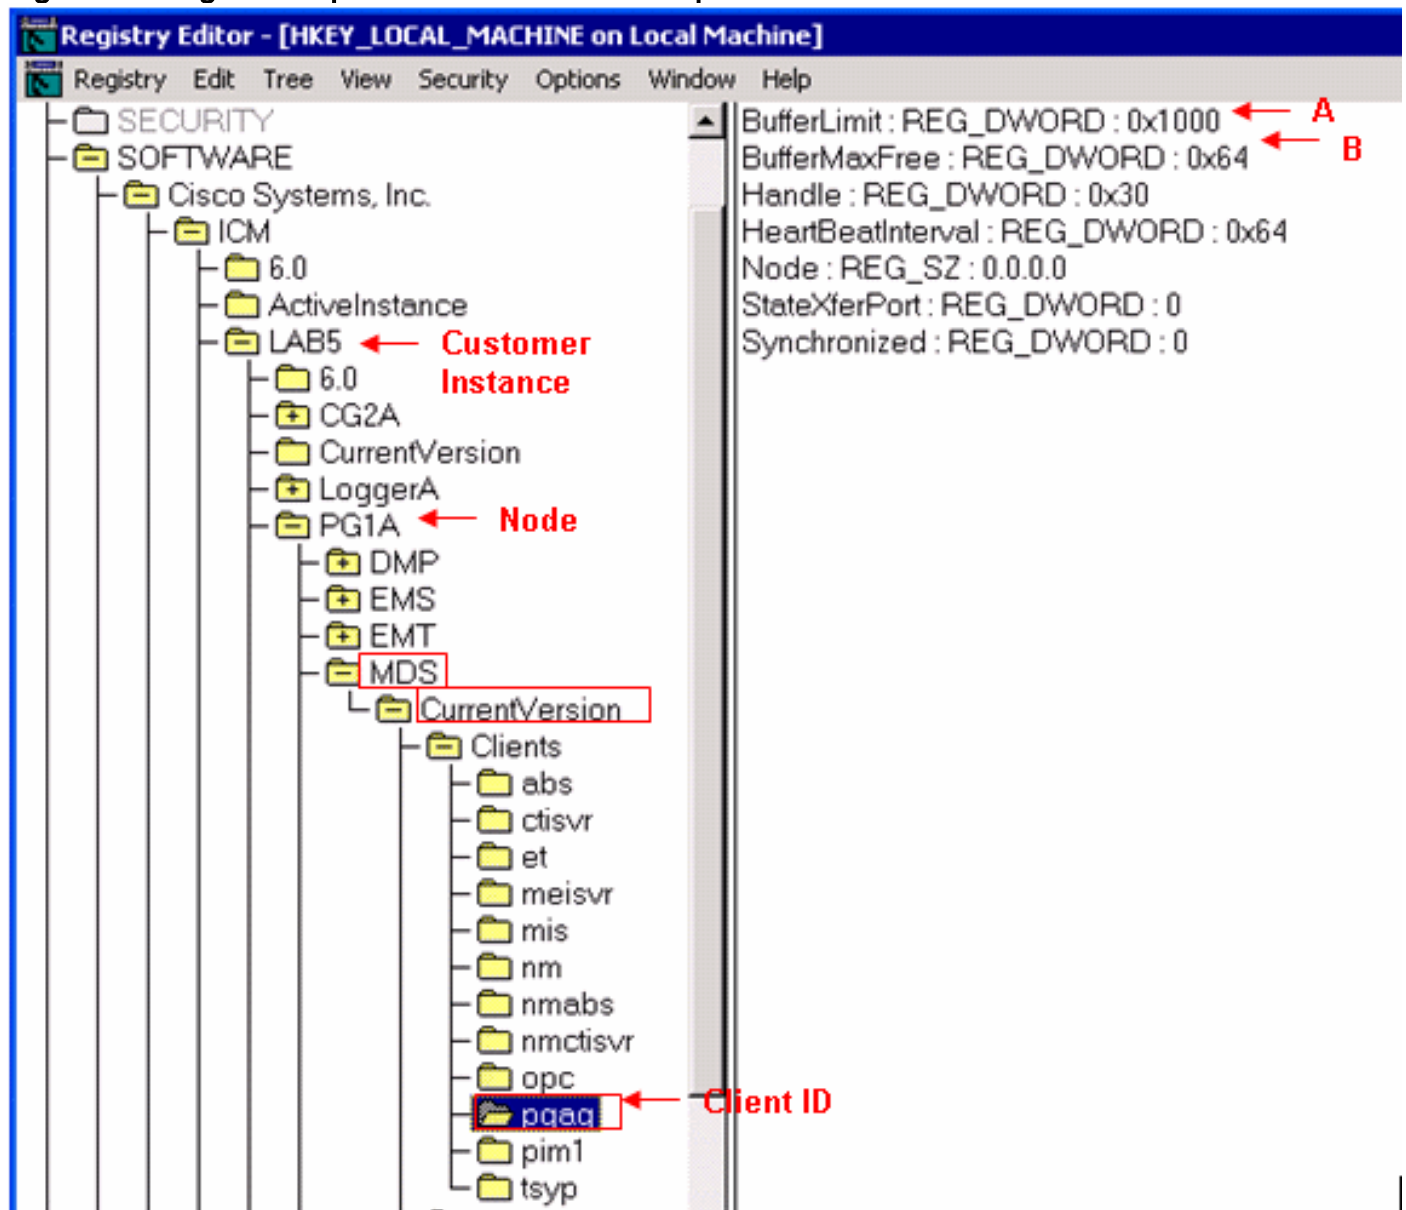 Registry Editor - [HKEY_LOCAL_MACHINE on Local Machine]
Registry Edit Tree View Security Options Window Help
SECURITY
SOFTWARE
Cisco Systems, Inc.
ICM
6.0
ActiveInstance
LAB5
Customer
Instance
6.0
CG2A
CurrentVersion
LoggerA
PG1A
Node
DMP
EMS
EMT
MDS
CurrentVersion
Clients
abs
ctisvr
et
meisvr
mis
nm
nmabs
nmctisvr
opc
pgag
Client ID
pim1
tsyp
BufferLimit : REG_DWORD : 0x1000
A
BufferMaxFree : REG_DWORD : 0x64
B
Handle : REG_DWORD : 0x30
HeartBeatInterval : REG_DWORD : 0x64
Node : REG_SZ : 0.0.0.0
StateXferPort : REG_DWORD : 0
Synchronized : REG_DWORD : 0